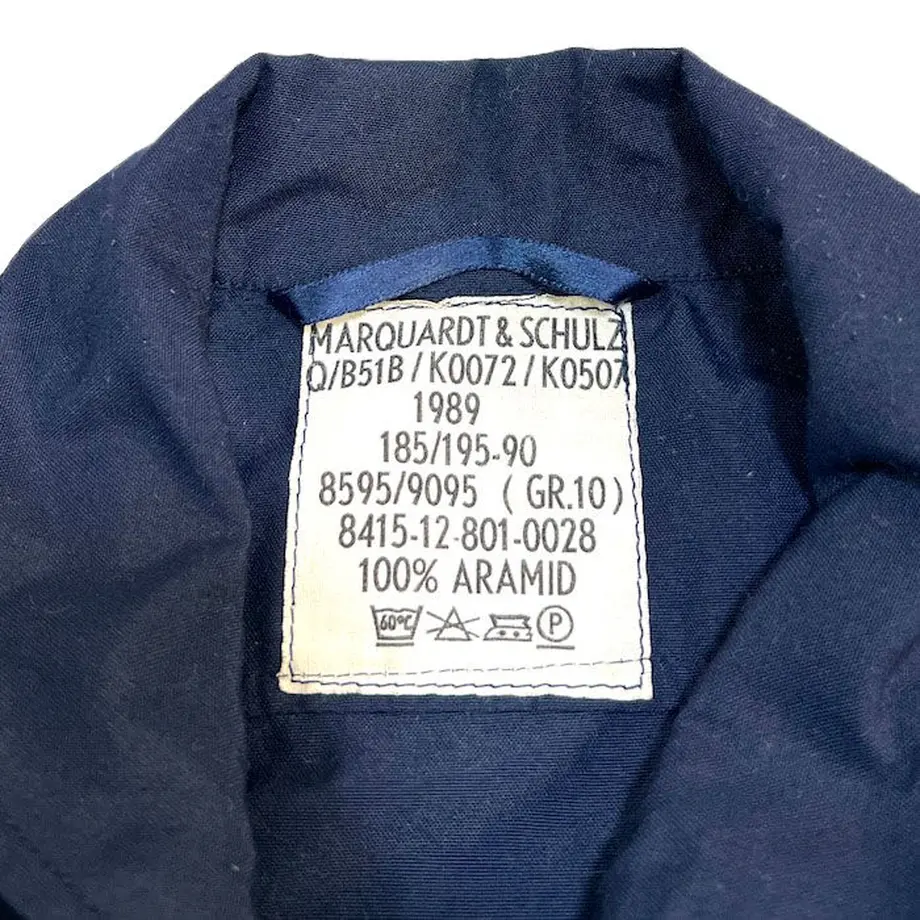 MARQUARDT & SCHULZ
Q/B51B / K0072 / K0507
1989
185/195-90
8595/9095 ( GR.10)
8415-12-801-0028
100% ARAMID
60°C P